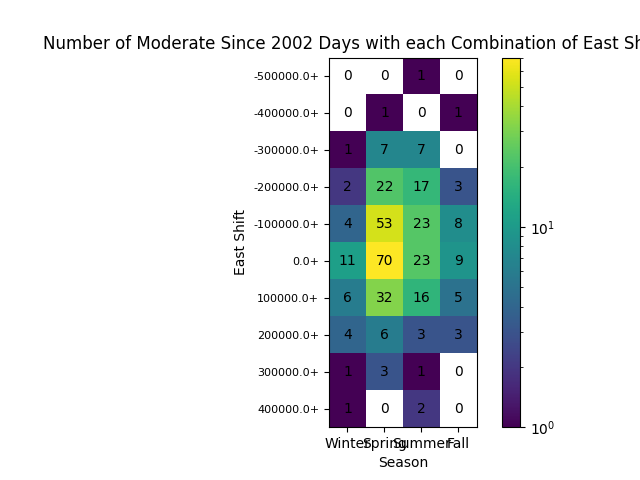 Number of Moderate Since 2002 Days with each Combination of East Sh
East Shift
-500000.0+ 0 0 1 0
-400000.0+ 0 1 0 1
-300000.0+ 1 7 7 0
-200000.0+ 2 22 17 3
-100000.0+ 4 53 23 8
0.0+ 11 70 23 9
100000.0+ 6 32 16 5
200000.0+ 4 6 3 3
300000.0+ 1 3 1 0
400000.0+ 1 0 2 0
Winter Spring Summer Fall
Season
10¹
10⁰